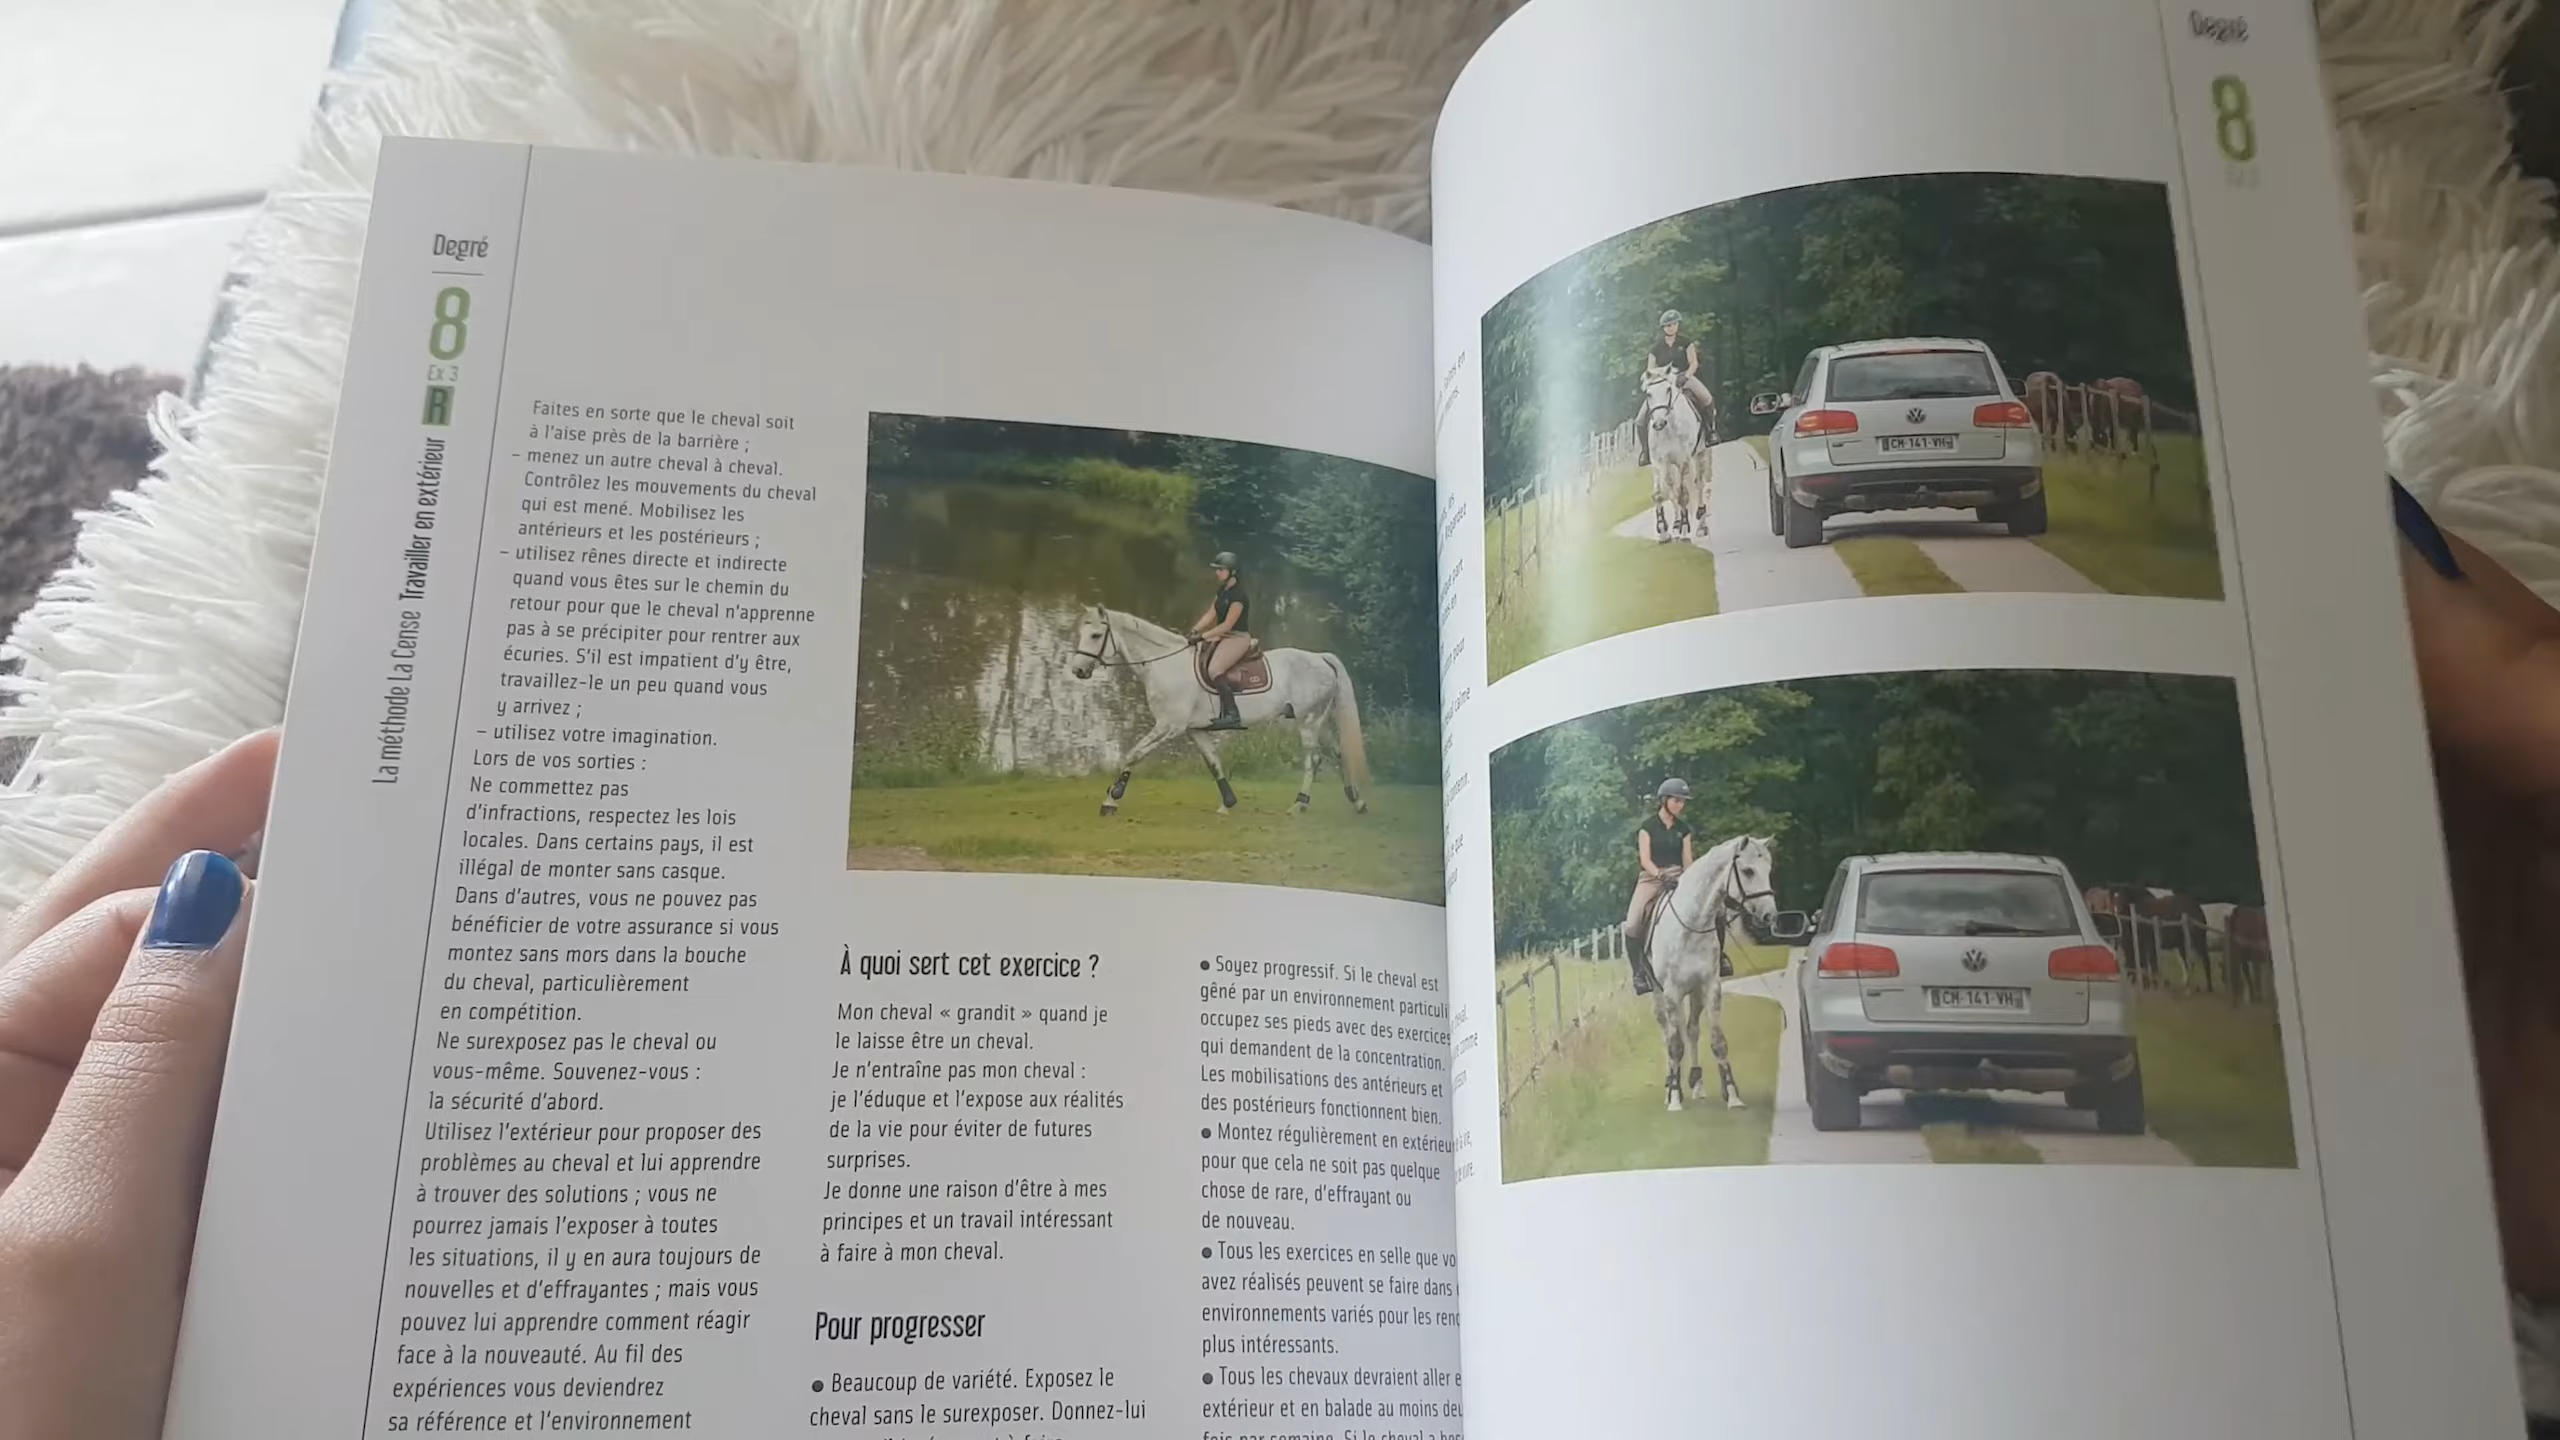 Degré
8
Ex 3
R
La méthode La Cense Travailler en extérieur
Faites en sorte que le cheval soit
à l'aise près de la barrière ;
– menez un autre cheval à cheval.
Contrôlez les mouvements du cheval
qui est mené. Mobilisez les
antérieurs et les postérieurs ;
– utilisez rênes directe et indirecte
quand vous êtes sur le chemin du
retour pour que le cheval n'apprenne
pas à se précipiter pour rentrer aux
écuries. S'il est impatient d'y être,
travaillez-le un peu quand vous
y arrivez ;
– utilisez votre imagination.
Lors de vos sorties :
Ne commettez pas
d'infractions, respectez les lois
locales. Dans certains pays, il est
illégal de monter sans casque.
Dans d'autres, vous ne pouvez pas
bénéficier de votre assurance si vous
montez sans mors dans la bouche
du cheval, particulièrement
en compétition.
Ne surexposez pas le cheval ou
vous-même. Souvenez-vous :
la sécurité d'abord.
Utilisez l'extérieur pour proposer des
problèmes au cheval et lui apprendre
à trouver des solutions ; vous ne
pourrez jamais l'exposer à toutes
les situations, il y en aura toujours de
nouvelles et d'effrayantes ; mais vous
pouvez lui apprendre comment réagir
face à la nouveauté. Au fil des
expériences vous deviendrez
sa référence et l'environnement
À quoi sert cet exercice ?
Mon cheval « grandit » quand je
le laisse être un cheval.
Je n'entraîne pas mon cheval :
je l'éduque et l'expose aux réalités
de la vie pour éviter de futures
surprises.
Je donne une raison d'être à mes
principes et un travail intéressant
à faire à mon cheval.
Pour progresser
● Beaucoup de variété. Exposez le
cheval sans le surexposer. Donnez-lui
● Soyez progressif. Si le cheval est
gêné par un environnement particuli
occupez ses pieds avec des exercices
qui demandent de la concentration.
Les mobilisations des antérieurs et
des postérieurs fonctionnent bien.
● Montez régulièrement en extérieu
pour que cela ne soit pas quelque
chose de rare, d'effrayant ou
de nouveau.
● Tous les exercices en selle que vo
avez réalisés peuvent se faire dans
environnements variés pour les rend
plus intéressants.
● Tous les chevaux devraient aller e
extérieur et en balade au moins deu
Degré
8
CH-141-VH
CH-141-VH